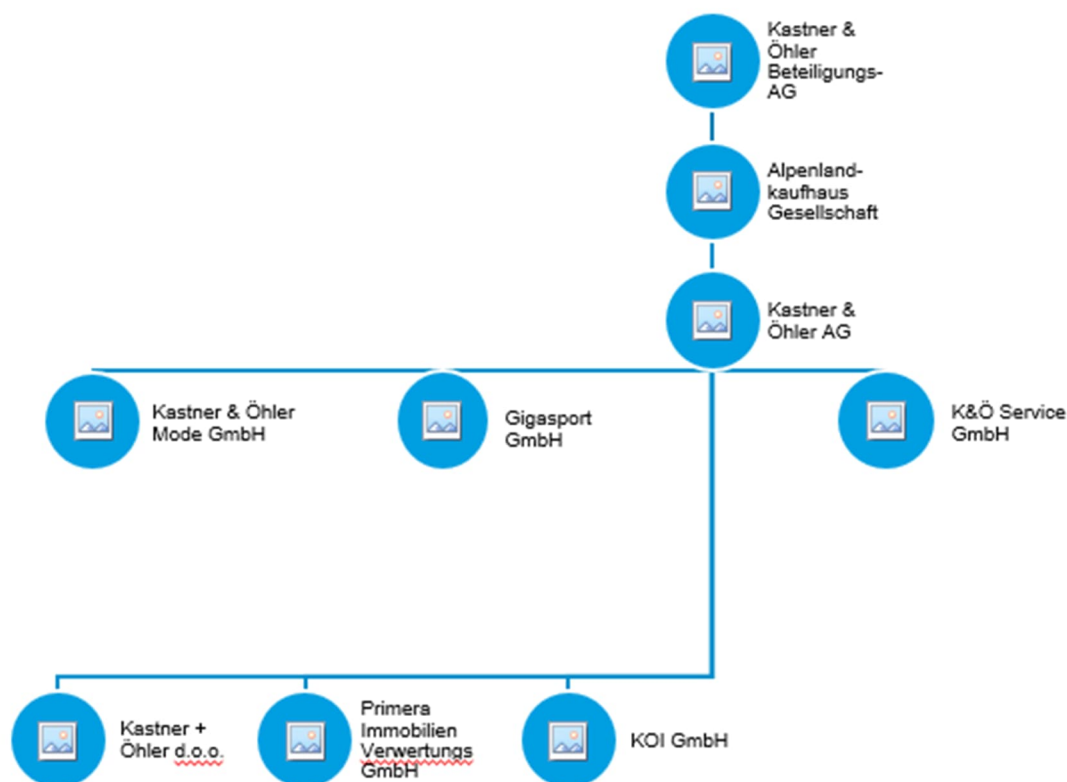 Kastner &
Öhler
Beteiligungs-
AG
Alpenland-
kaufhaus
Gesellschaft
Kastner &
Öhler AG
Kastner & Öhler
Mode GmbH
Gigasport
GmbH
K&Ö Service
GmbH
Kastner +
Öhler d.o.o.
Primera
Immobilien
Verwertungs
GmbH
KOI GmbH